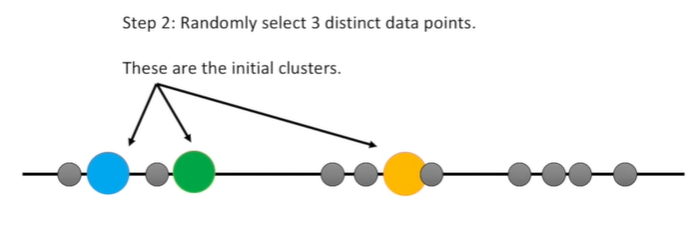 Step 2: Randomly select 3 distinct data points.
These are the initial clusters.